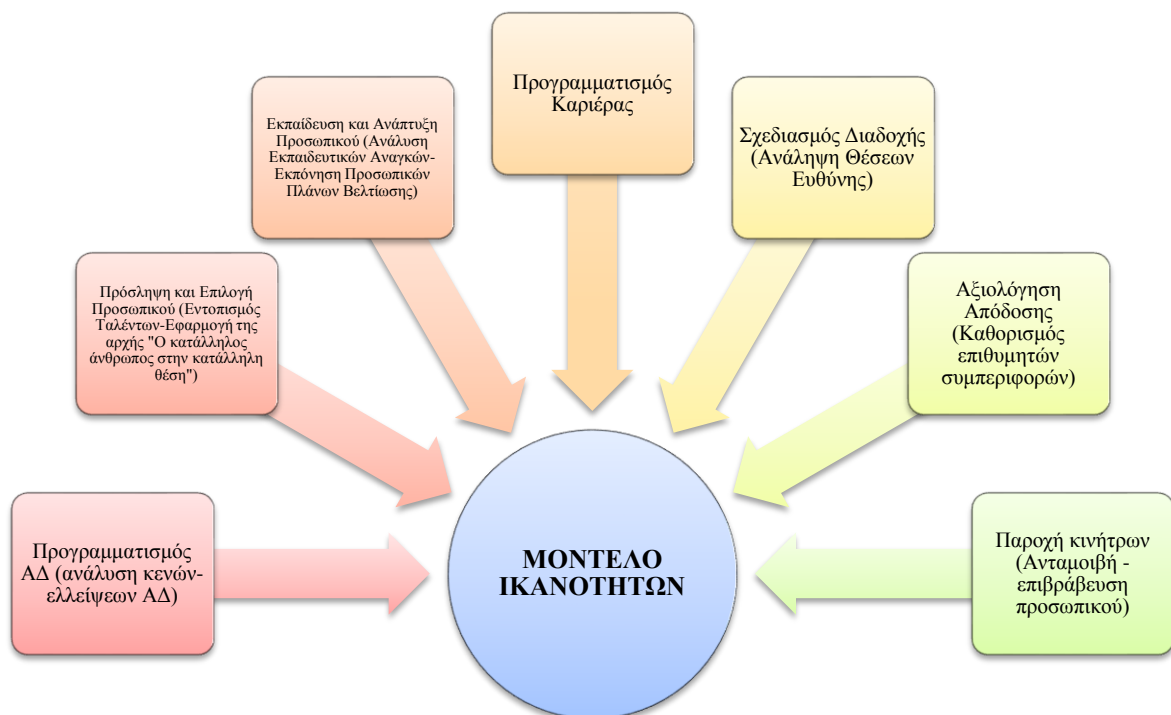 Προγραμματισμός
ΑΔ (ανάλυση κενών-
ελλείψεων ΑΔ)
Πρόσληψη και Επιλογή
Προσωπικού (Εντοπισμός
Ταλέντων-Εφαρμογή της
αρχής "Ο κατάλληλος
άνθρωπος στην κατάλληλη
θέση")
Εκπαίδευση και Ανάπτυξη
Προσωπικού (Ανάλυση
Εκπαιδευτικών Αναγκών-
Εκπόνηση Προσωπικών
Πλάνων Βελτίωσης)
Προγραμματισμός
Καριέρας
Σχεδιασμός Διαδοχής
(Ανάληψη Θέσεων
Ευθύνης)
Αξιολόγηση
Απόδοσης
(Καθορισμός
επιθυμητών
συμπεριφορών)
Παροχή κινήτρων
(Ανταμοιβή -
επιβράβευση
προσωπικού)
ΜΟΝΤΕΛΟ
ΙΚΑΝΟΤΗΤΩΝ